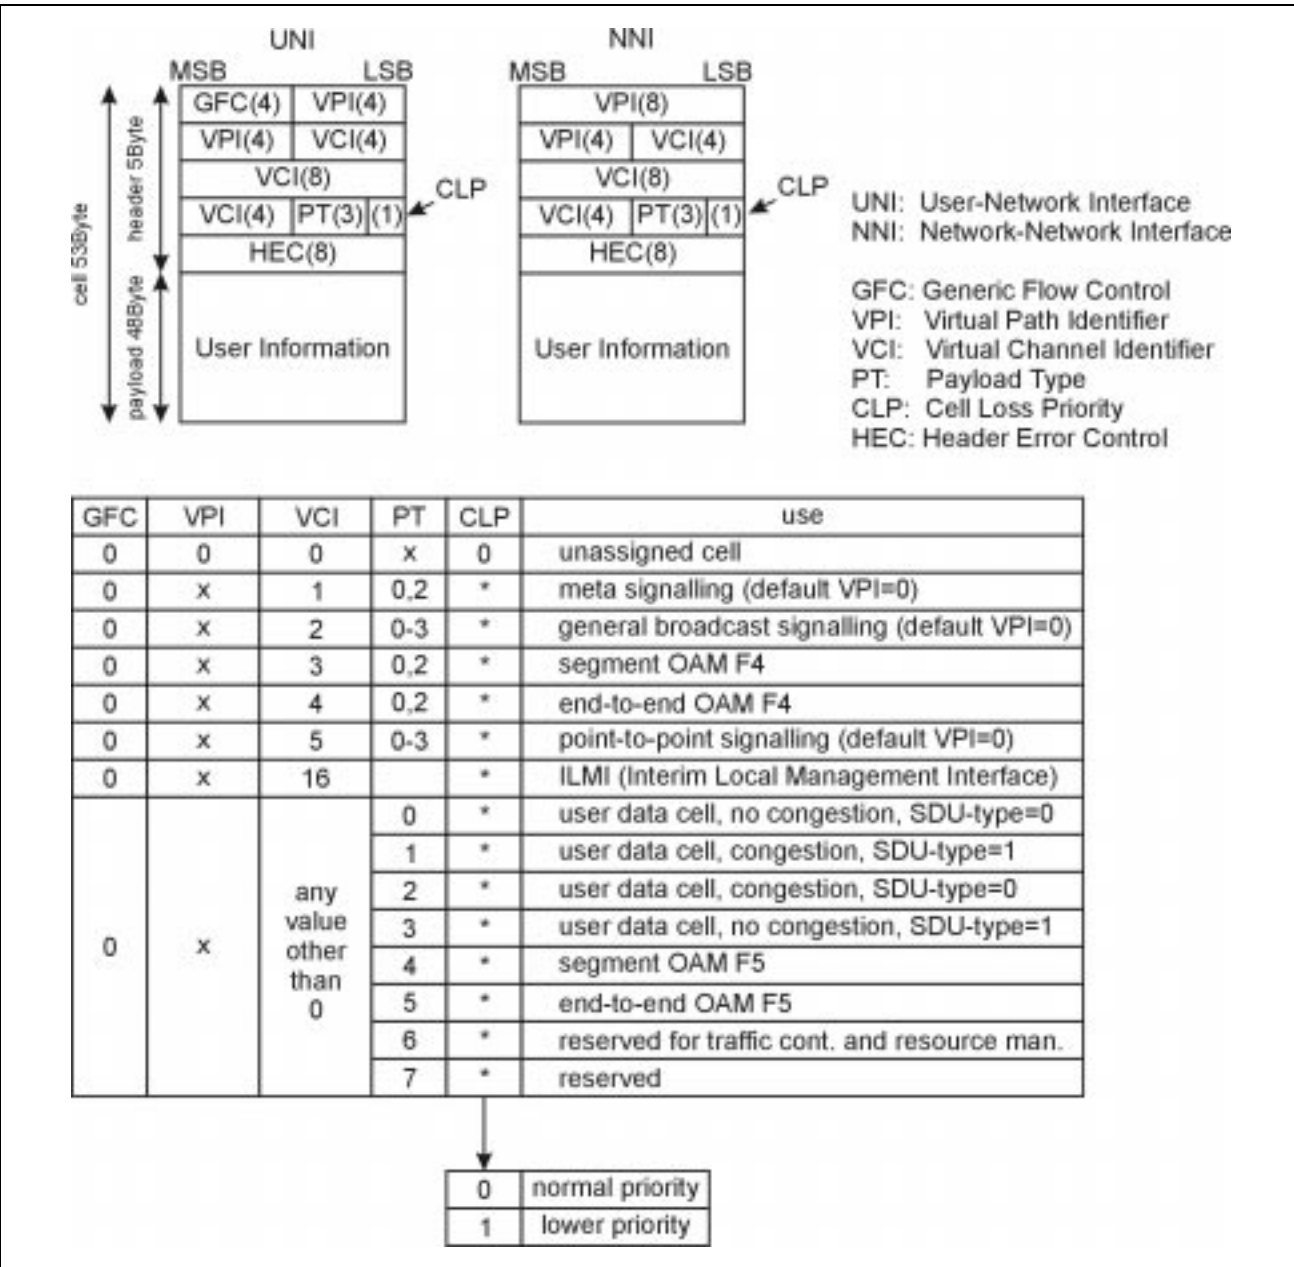 UNI NNI
MSB LSB MSB LSB
GFC(4) VPI(4) VPI(8)
VPI(4) VCI(4) VPI(4) VCI(4)
VCI(8) CLP VCI(8) CLP
VCI(4) PT(3) (1) VCI(4) PT(3) (1)
HEC(8) HEC(8)
User Information User Information
cell 53Byte
header 5Byte
payload 48Byte
UNI: User-Network Interface
NNI: Network-Network Interface
GFC: Generic Flow Control
VPI: Virtual Path Identifier
VCI: Virtual Channel Identifier
PT: Payload Type
CLP: Cell Loss Priority
HEC: Header Error Control
GFC VPI VCI PT CLP use
0 0 0 x 0 unassigned cell
0 x 1 0,2 * meta signalling (default VPI=0)
0 x 2 0-3 * general broadcast signalling (default VPI=0)
0 x 3 0,2 * segment OAM F4
0 x 4 0,2 * end-to-end OAM F4
0 x 5 0-3 * point-to-point signalling (default VPI=0)
0 x 16 * ILMI (Interim Local Management Interface)
0 x any value other than 0
0 * user data cell, no congestion, SDU-type=0
1 * user data cell, congestion, SDU-type=1
2 * user data cell, congestion, SDU-type=0
3 * user data cell, no congestion, SDU-type=1
4 * segment OAM F5
5 * end-to-end OAM F5
6 * reserved for traffic cont. and resource man.
7 * reserved
0 normal priority
1 lower priority